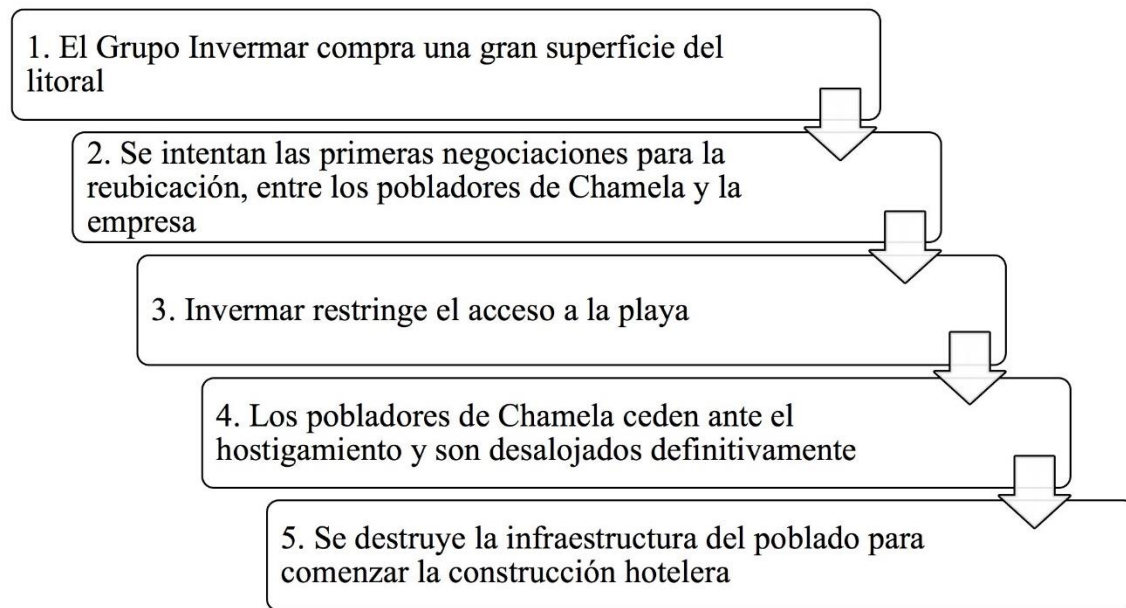 1. El Grupo Invermar compra una gran superficie del
litoral
2. Se intentan las primeras negociaciones para la
reubicación, entre los pobladores de Chamela y la
empresa
3. Invermar restringe el acceso a la playa
4. Los pobladores de Chamela ceden ante el
hostigamiento y son desalojados definitivamente
5. Se destruye la infraestructura del poblado para
comenzar la construcción hotelera